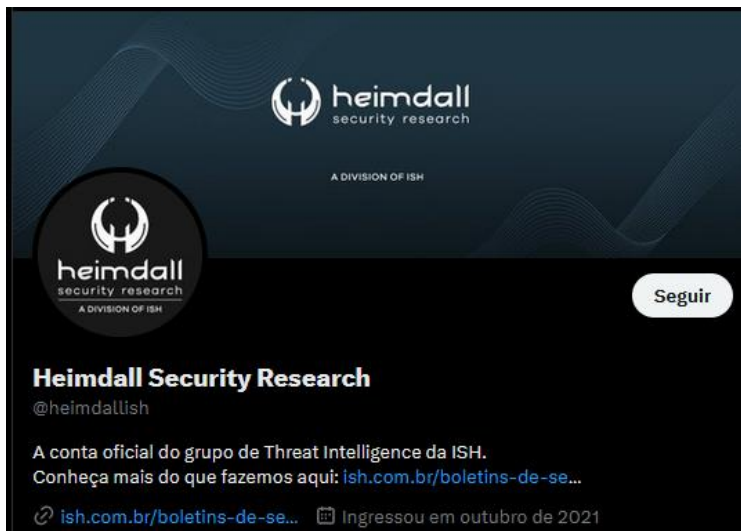 heimdall
security research
A DIVISION OF ISH
heimdall
security research
A DIVISION OF ISH
Seguir
Heimdall Security Research
@heimdallish
A conta oficial do grupo de Threat Intelligence da ISH.
Conheça mais do que fazemos aqui: ish.com.br/boletins-de-se...
ish.com.br/boletins-de-se... Ingressou em outubro de 2021